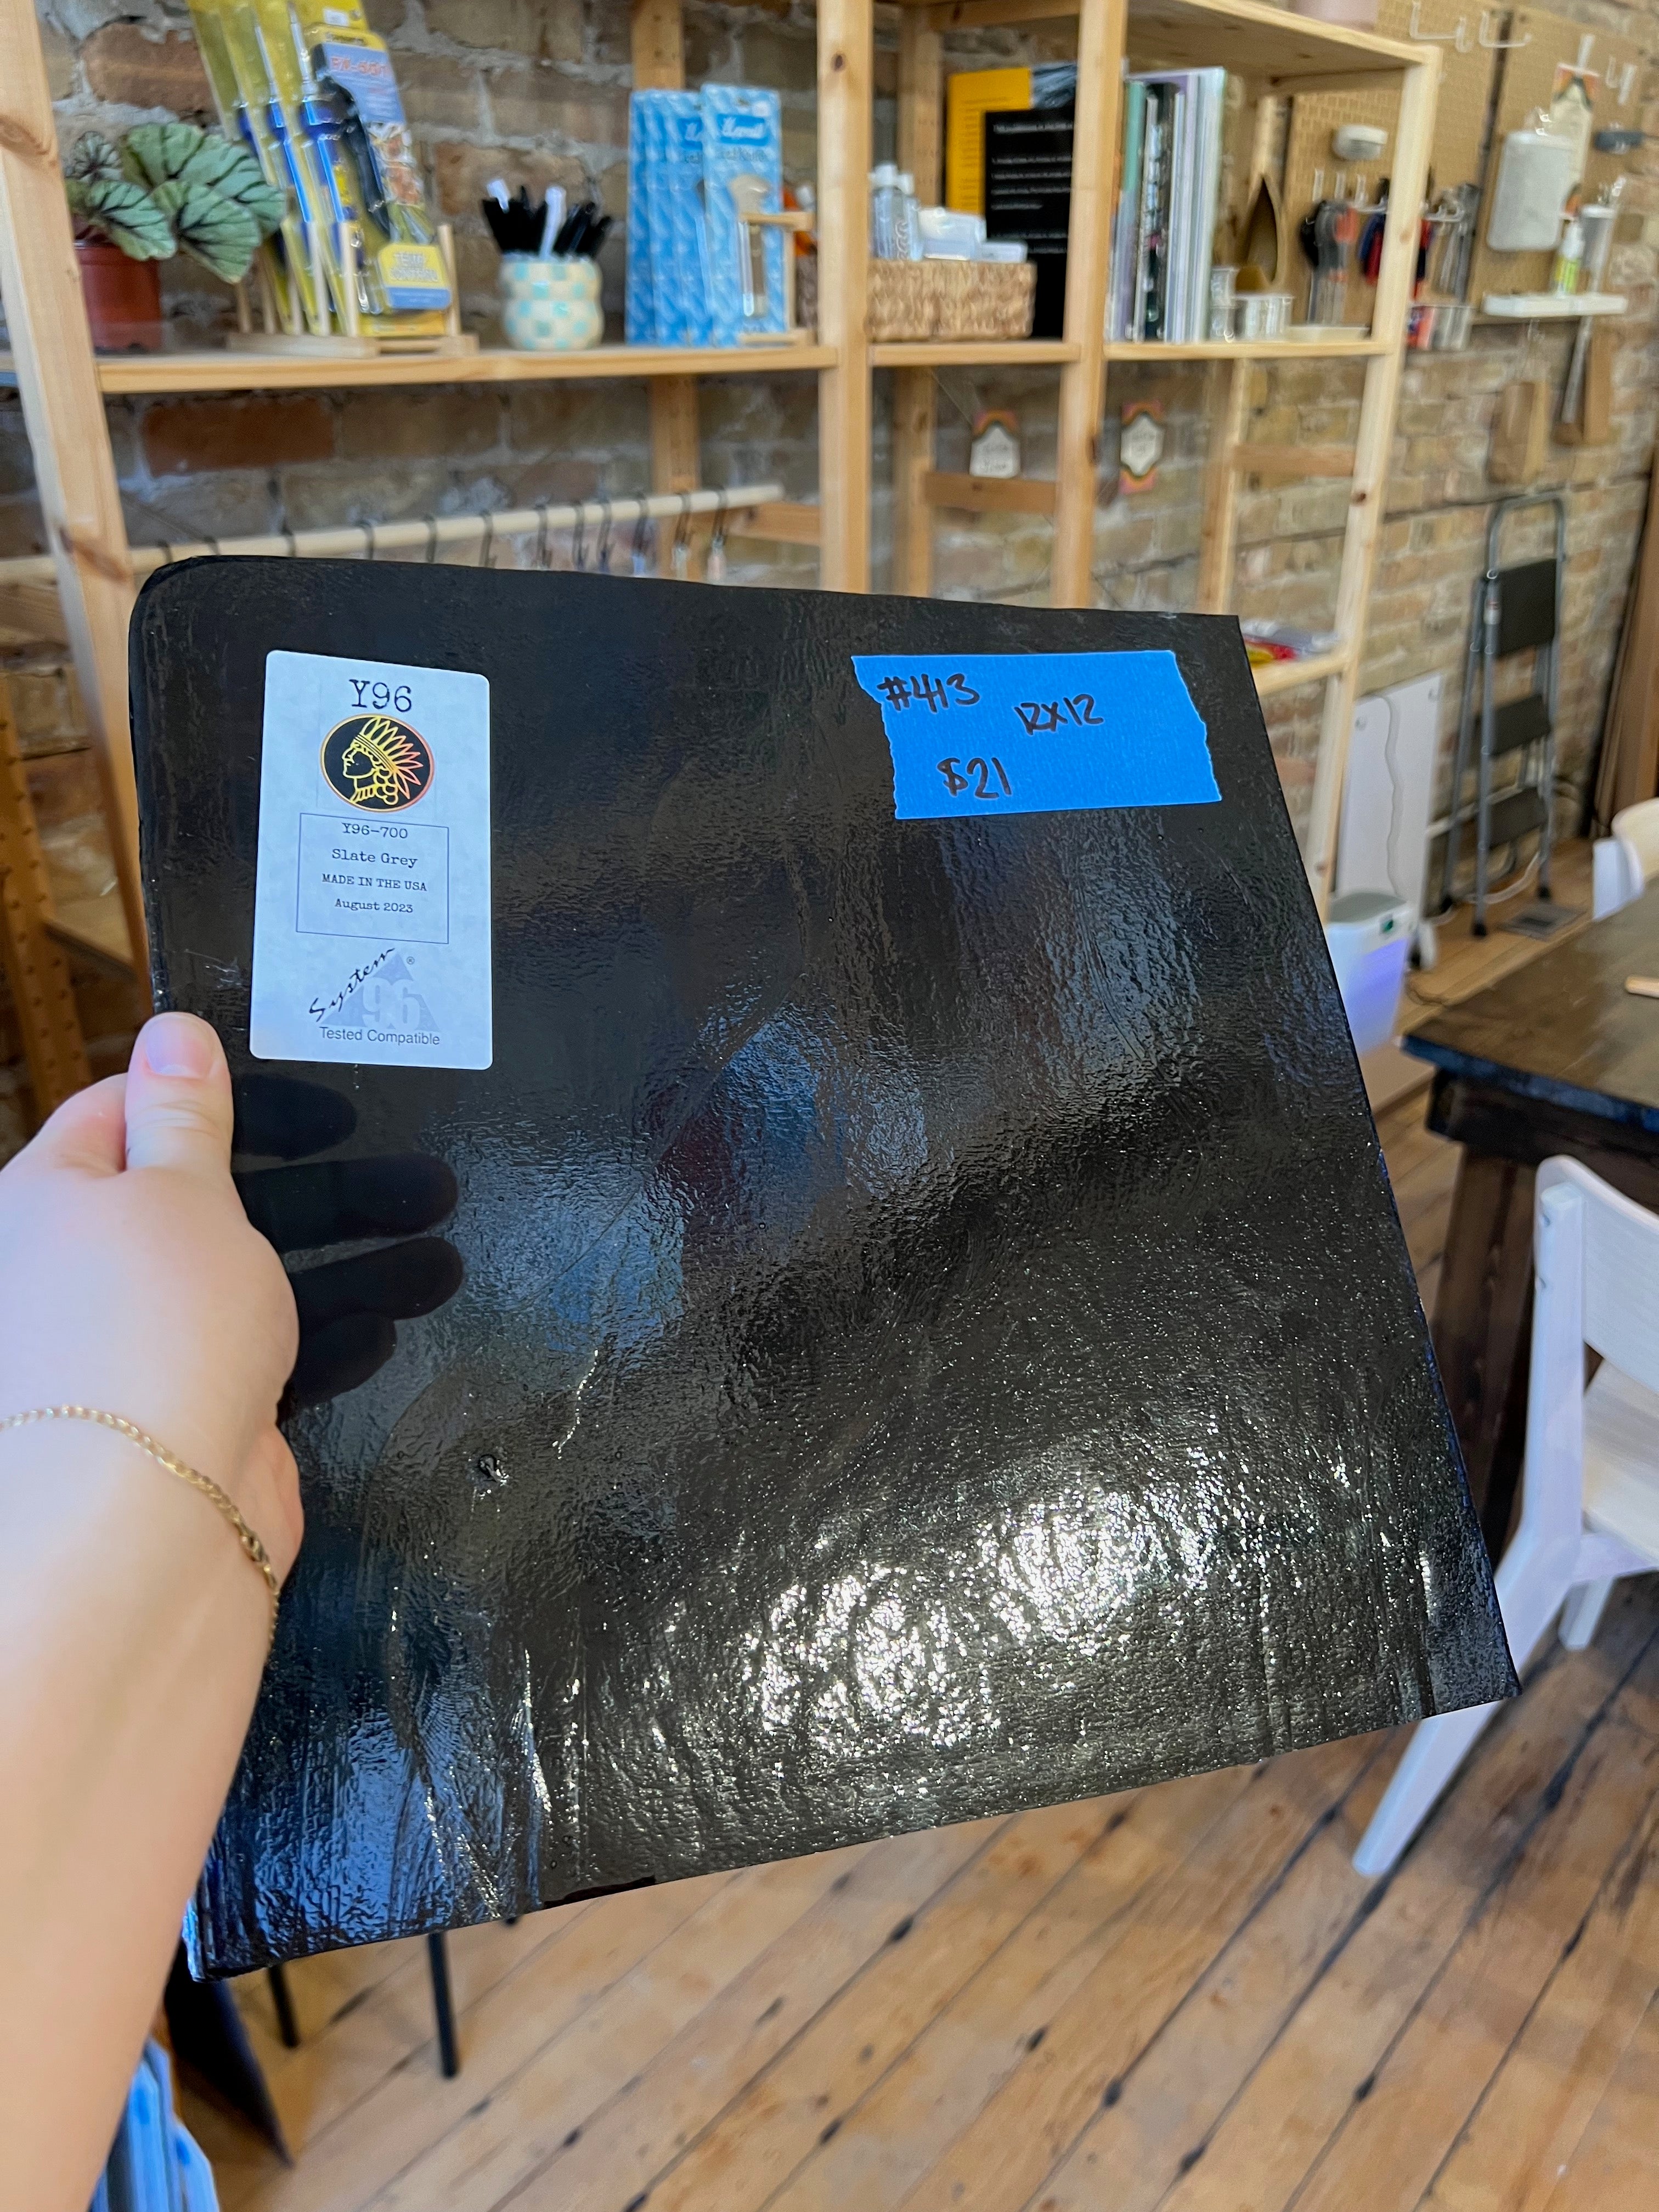 Y96
Y96-700
Slate Grey
MADE IN THE USA
August 2023
System
96
®
Tested Compatible
#413
12X12
$21